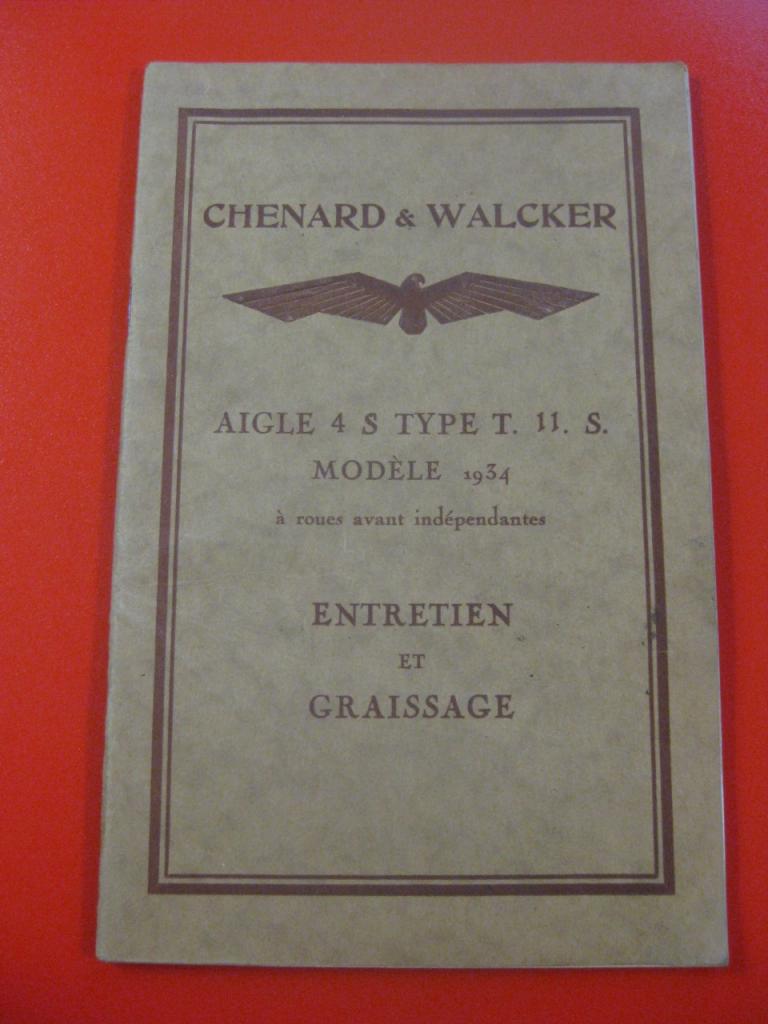 CHENARD & WALCKER
AIGLE 4 S TYPE T. 11. S.
MODÈLE 1934
à roues avant indépendantes
ENTRETIEN
ET
GRAISSAGE